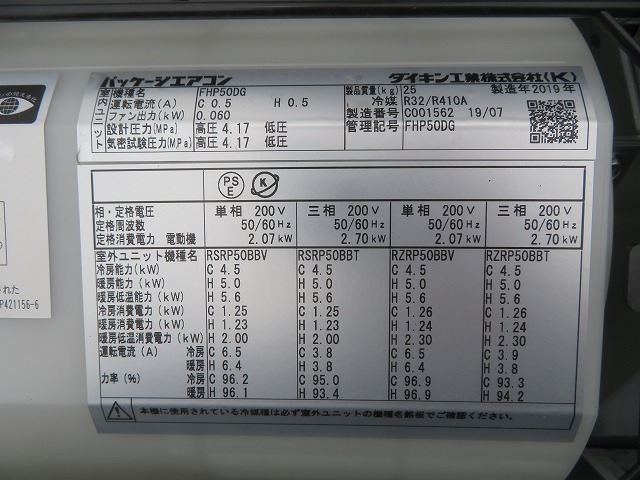 パッケージエアコン ダイキン工業株式会社(K)
室内ユニット
機種名 FHP50DG 製品質量(kg) 25 製造年2019年
運転電流(A) C 0.5 H 0.5 冷媒 R32/R410A
ファン出力(kW) 0.060 製造番号 C001562 19/07
設計圧力(MPa) 高圧 4.17 低圧 管理記号 FHP50DG
気密試験圧力(MPa) 高圧 4.17 低圧
PS E K
相・定格電圧 単相 200V 三相 200V 単相 200V 三相 200V
定格周波数 50/60Hz 50/60Hz 50/60Hz 50/60Hz
定格消費電力 電動機 2.07kW 2.70kW 2.07kW 2.70kW
室外ユニット機種名 RSRP50BBV RSRP50BBT RZRP50BBV RZRP50BBT
冷房能力(kW) C 4.5 C 4.5 C 4.5 C 4.5
暖房能力(kW) H 5.0 H 5.0 H 5.0 H 5.0
暖房低温能力(kW) H 5.6 H 5.6 H 5.6 H 5.6
冷房消費電力(kW) C 1.25 C 1.25 C 1.26 C 1.26
暖房消費電力(kW) H 1.23 H 1.23 H 1.24 H 1.24
暖房低温消費電力(kW) H 2.00 H 2.00 H 2.30 H 2.30
運転電流(A) 冷房 C 6.5 C 3.8 C 6.5 C 3.9
暖房 H 6.4 H 3.8 H 6.4 H 3.8
力率(%) 冷房 C 96.2 C 95.0 C 96.9 C 93.3
暖房 H 96.1 H 93.4 H 96.9 H 94.2
本機に使用されている冷媒種は必ず室外ユニットの機種名銘板でご確認ください。
された
P421156-6